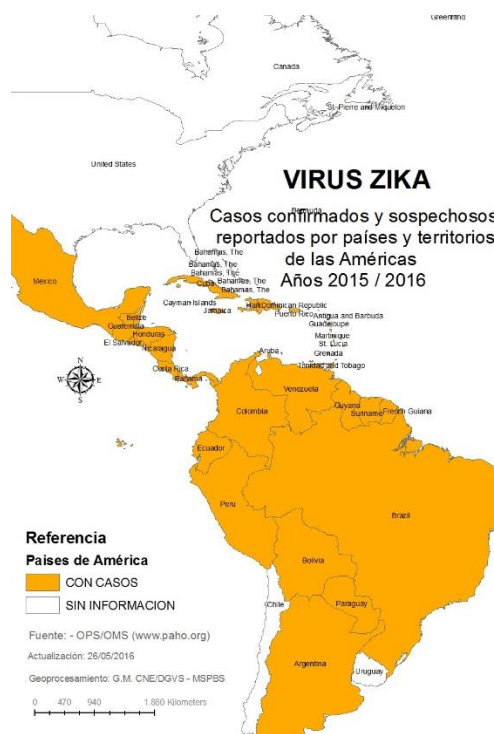 Greenland
Canada
St. Pierre and Miquelon
United States
VIRUS ZIKA
Bermuda
Casos confirmados y sospechosos
reportados por países y territorios
de las Américas
Años 2015 / 2016
Bahamas, The
Bahamas, The
Bahamas, The
Cuba
Bahamas, The
Bahamas, The
Mexico
Cayman Islands
Haiti
Dominican Republic
Jamaica
Puerto Rico
Antigua and Barbuda
Guadeloupe
Belize
Guatemala
Martinique
Honduras
St. Lucia
El Salvador
Nicaragua
Grenada
Aruba
Trinidad and Tobago
Costa Rica
Panama
N
W E
S
Venezuela
Guyana
Colombia
Suriname
French Guiana
Ecuador
Peru
Brazil
Bolivia
Paraguay
Chile
Argentina
Uruguay
Referencia
Paises de América
CON CASOS
SIN INFORMACION
Fuente: - OPS/OMS (www.paho.org)
Actualización: 26/05/2016
Geoprocesamiento: G.M. CNE/DGVS - MSPBS
0 470 940 1.880 Kilometers